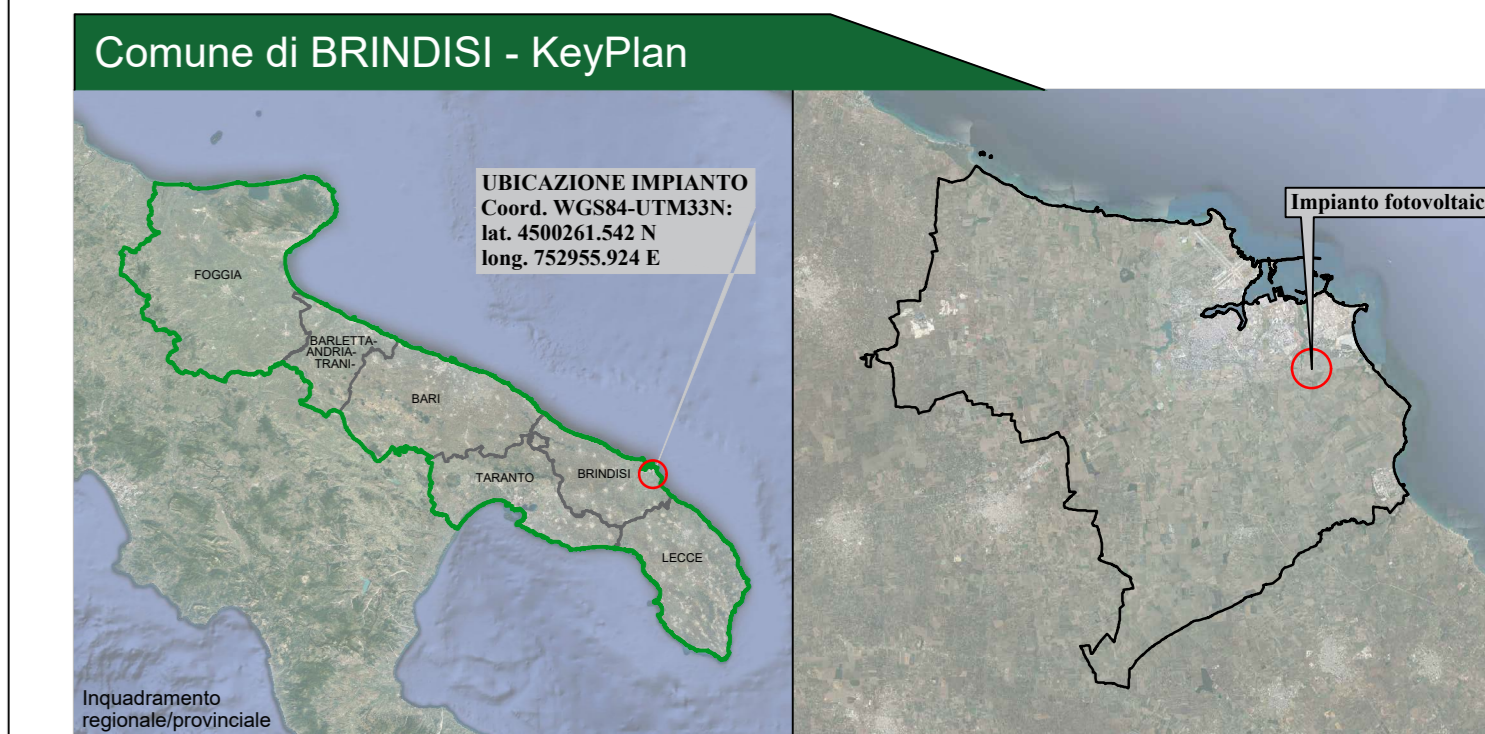 Comune di BRINDISI - KeyPlan
UBICAZIONE IMPIANTO
Coord. WGS84-UTM33N:
lat. 4500261.542 N
long. 752955.924 E
FOGGIA
BARLETTA-
ANDRIA-
TRANI-
BARI
TARANTO
BRINDISI
LECCE
Inquadramento
regionale/provinciale
Impianto fotovoltaic